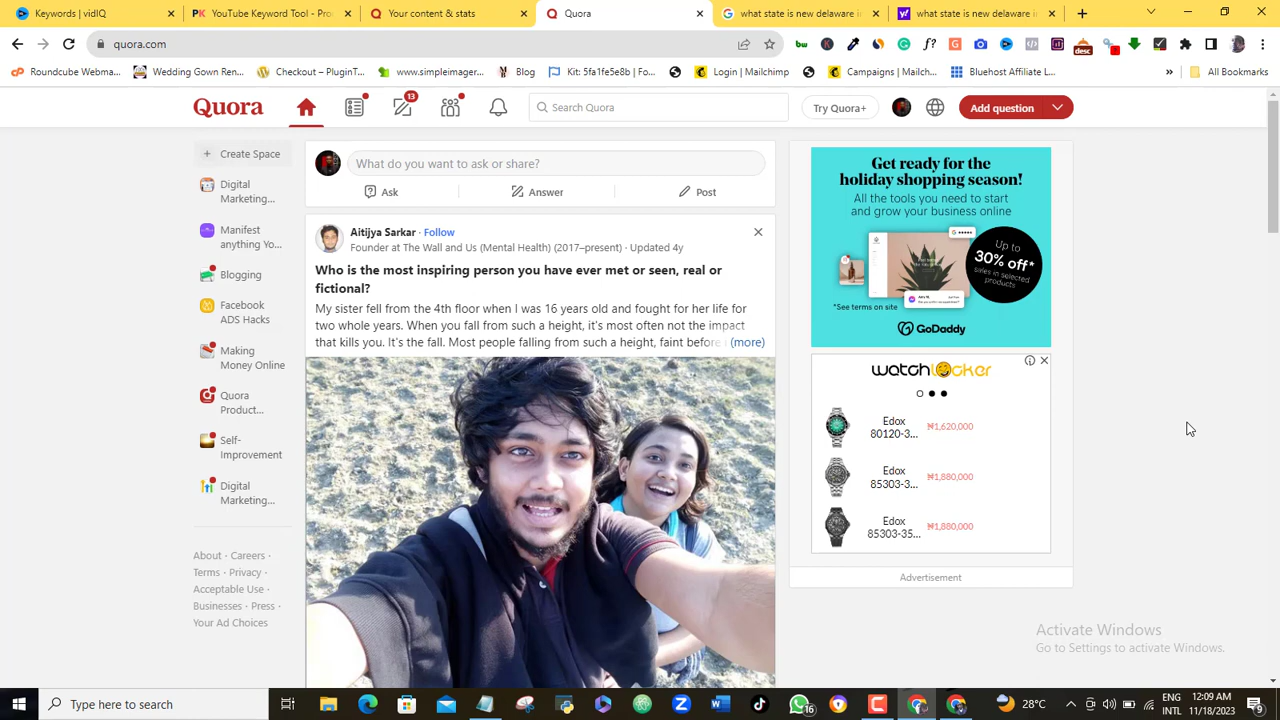 Keywords | vidIQ
PK Keyword Tool - Pro
Your content & stats
Quora
what state is new delaware i
what state is new delaware in
quora.com
Roundcube Webma...
Wedding Gown Ren...
Checkout – PluginT...
www.simpleimager...
Blog
Kit: 5fa1fe5e8b | Fo...
Login | Mailchimp
Campaigns | Mailch...
Bluehost Affiliate L...
»
All Bookmarks
Quora
13
Search Quora
Try Quora+
Add question
Create Space
Digital
Marketing...
Manifest
anything Yo...
Blogging
Facebook
ADS Hacks
Making
Money Online
Quora
Product...
Self-
Improvement
Digital
Marketing...
About · Careers ·
Terms · Privacy ·
Acceptable Use ·
Businesses · Press ·
Your Ad Choices
What do you want to ask or share?
Ask
Answer
Post
Aitijya Sarkar · Follow
Founder at The Wall and Us (Mental Health) (2017–present) · Updated 4y
Who is the most inspiring person you have ever met or seen, real or
fictional?
My sister fell from the 4th floor when I was 16 years old and fought for her life for
two whole years. When you fall from such a height, it's most often not the impact
that kills you. It's the fall. Most people falling from such a height, faint before (more)
Get ready for the
holiday shopping season!
All the tools you need to start
and grow your business online
Up to
30% off*
sales in selected
products
*See terms on site
GoDaddy
watchlocker
Edox
80120-3...
₦1,620,000
Edox
85303-3...
₦1,880,000
Edox
85303-35...
₦1,880,000
Advertisement
Activate Windows
Go to Settings to activate Windows.
Type here to search
16
28°C
ENG
INTL
12:09 AM
11/18/2023